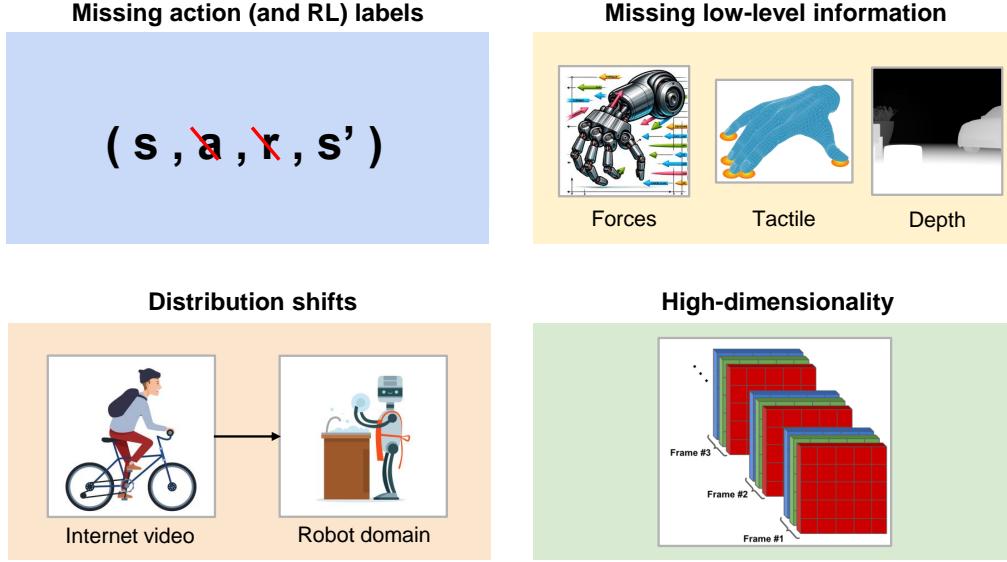 Missing action (and RL) labels
( s , a , r , s’ )
Missing low-level information
Forces
Tactile
Depth
Distribution shifts
Internet video
Robot domain
High-dimensionality
Frame #3
Frame #2
Frame #1